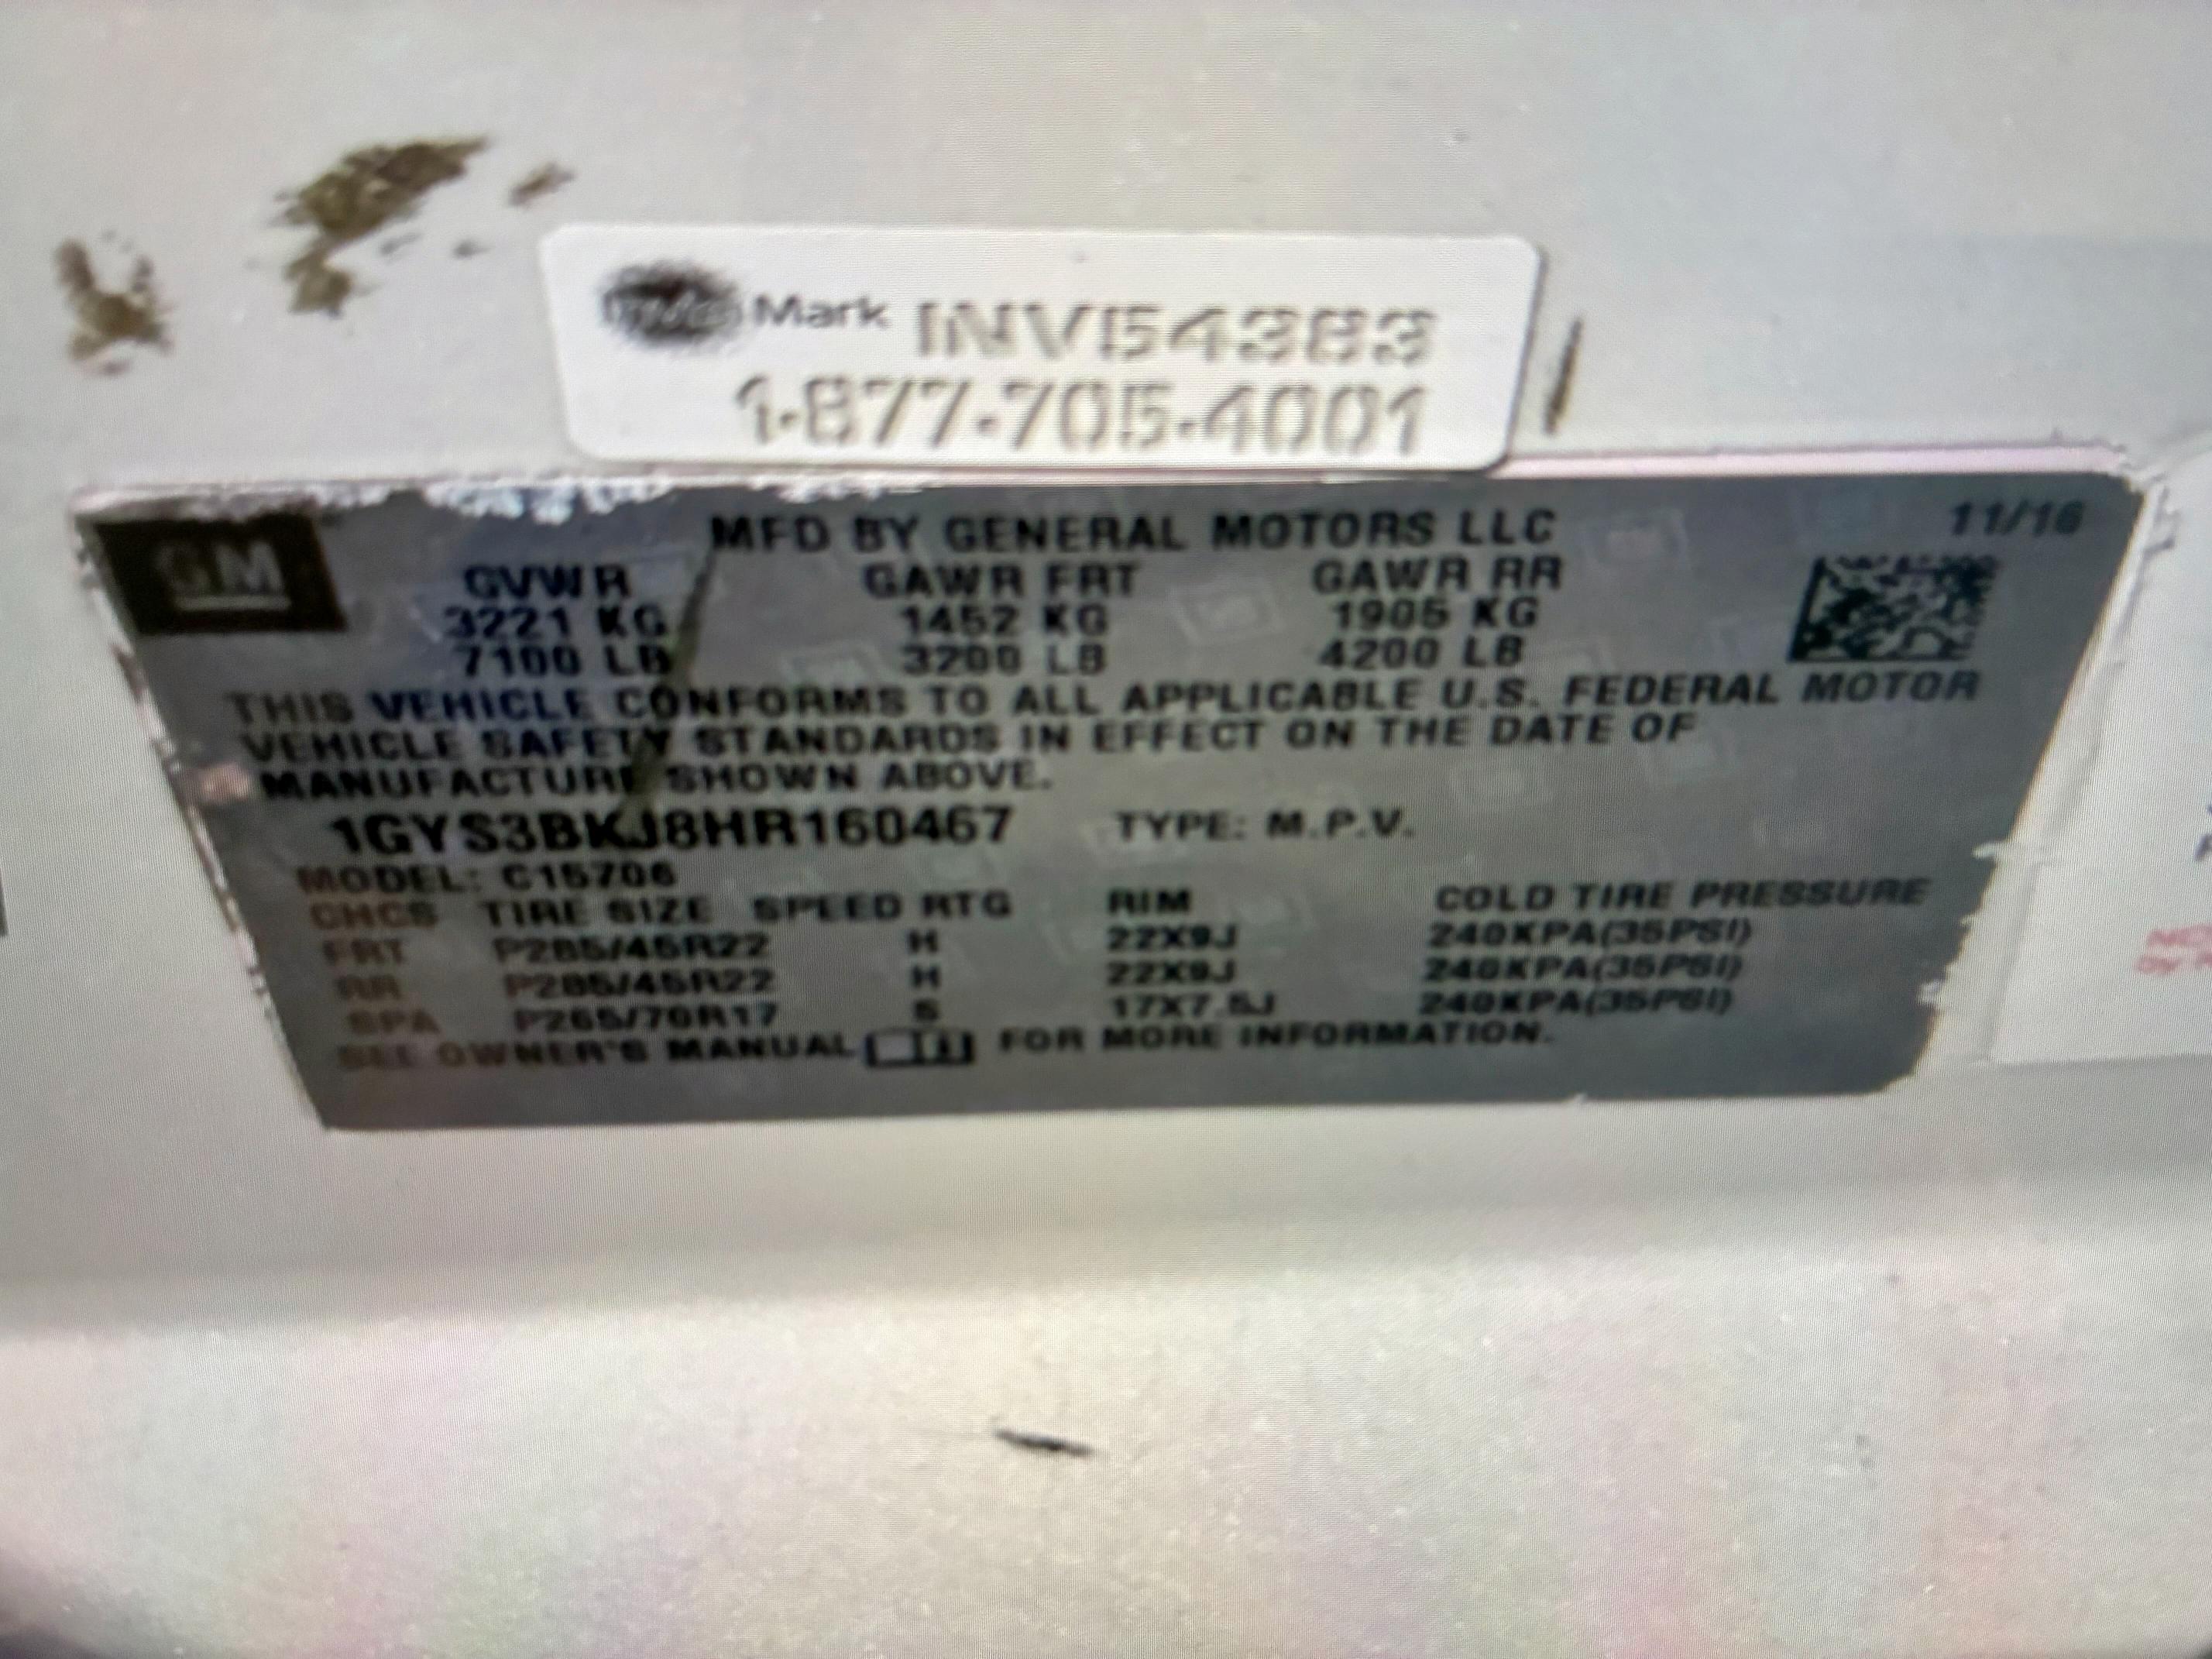 Mark INV54383
1-877-705-4001
GM
MFD BY GENERAL MOTORS LLC 11/16
GVWR GAWR FRT GAWR RR
3221 KG 1452 KG 1905 KG
7100 LB 3200 LB 4200 LB
THIS VEHICLE CONFORMS TO ALL APPLICABLE U.S. FEDERAL MOTOR
VEHICLE SAFETY STANDARDS IN EFFECT ON THE DATE OF
MANUFACTURE SHOWN ABOVE.
1GYS3BKJ8HR160467 TYPE: M.P.V.
MODEL: C15706
TIRE SIZE SPEED RTG RIM COLD TIRE PRESSURE
FRT P285/45R22 H 22X9J 240KPA(35PSI)
RR P285/45R22 H 22X9J 240KPA(35PSI)
SPA P265/70R17 S 17X7.5J 240KPA(35PSI)
SEE OWNER'S MANUAL FOR MORE INFORMATION.